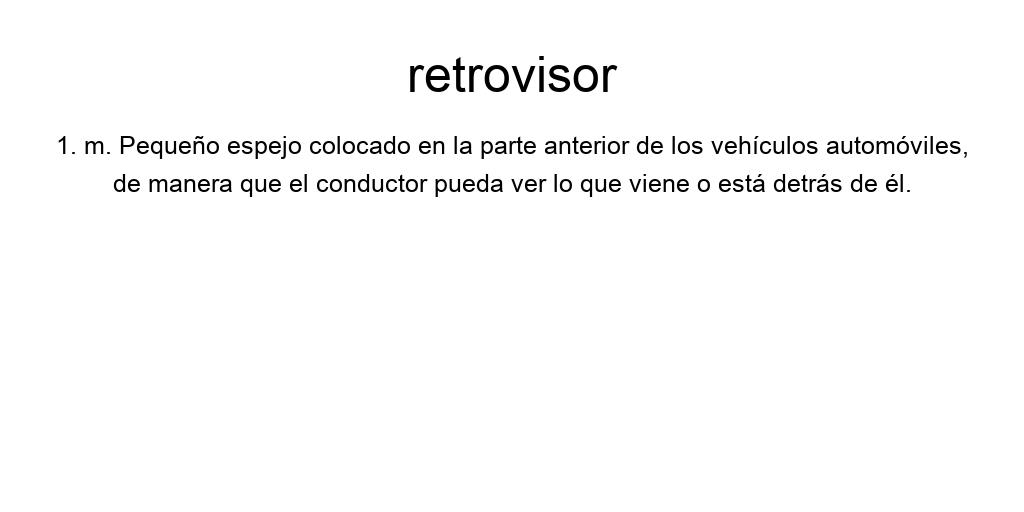 retrovisor
1. m. Pequeño espejo colocado en la parte anterior de los vehículos automóviles,
de manera que el conductor pueda ver lo que viene o está detrás de él.